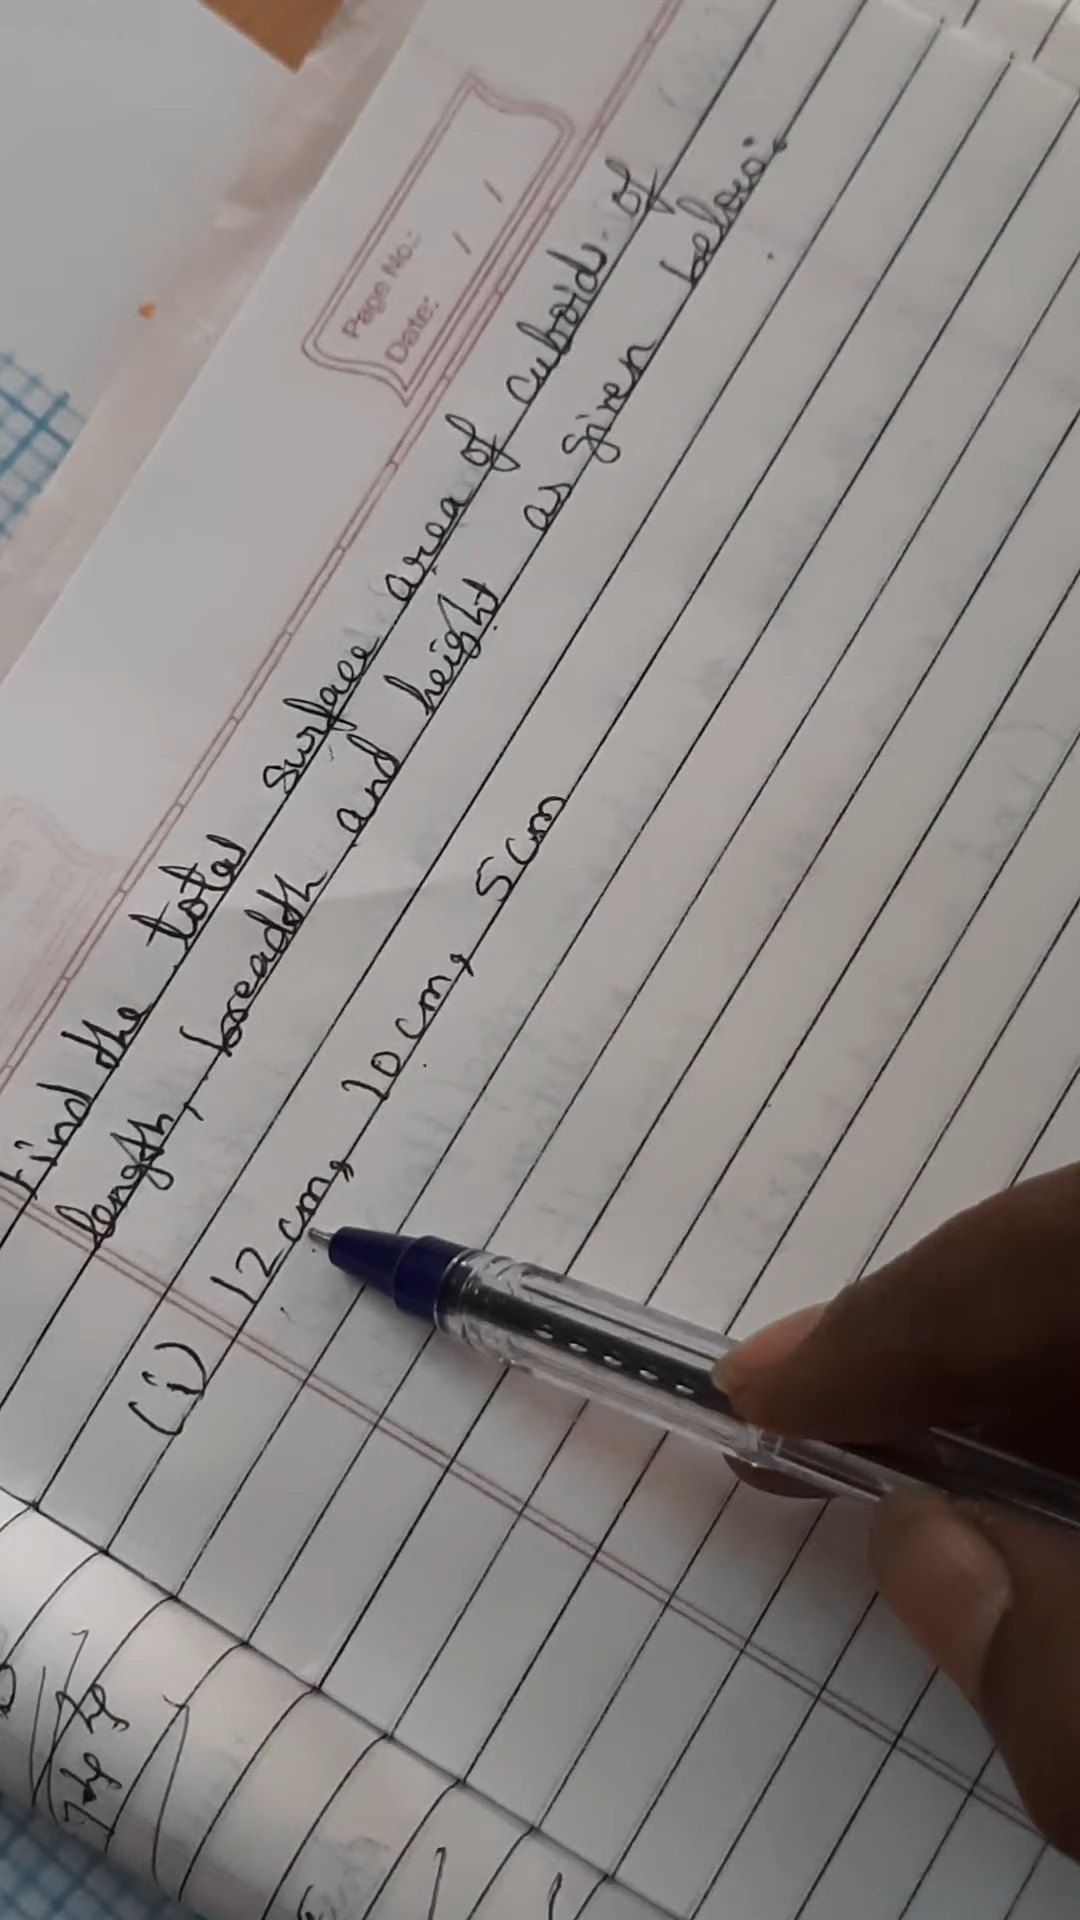 Page No.:
Date: / /
Find the total surface area of cuboids of
length, breadth and height as given below:
(i) 12 cm, 10 cm, 5 cm